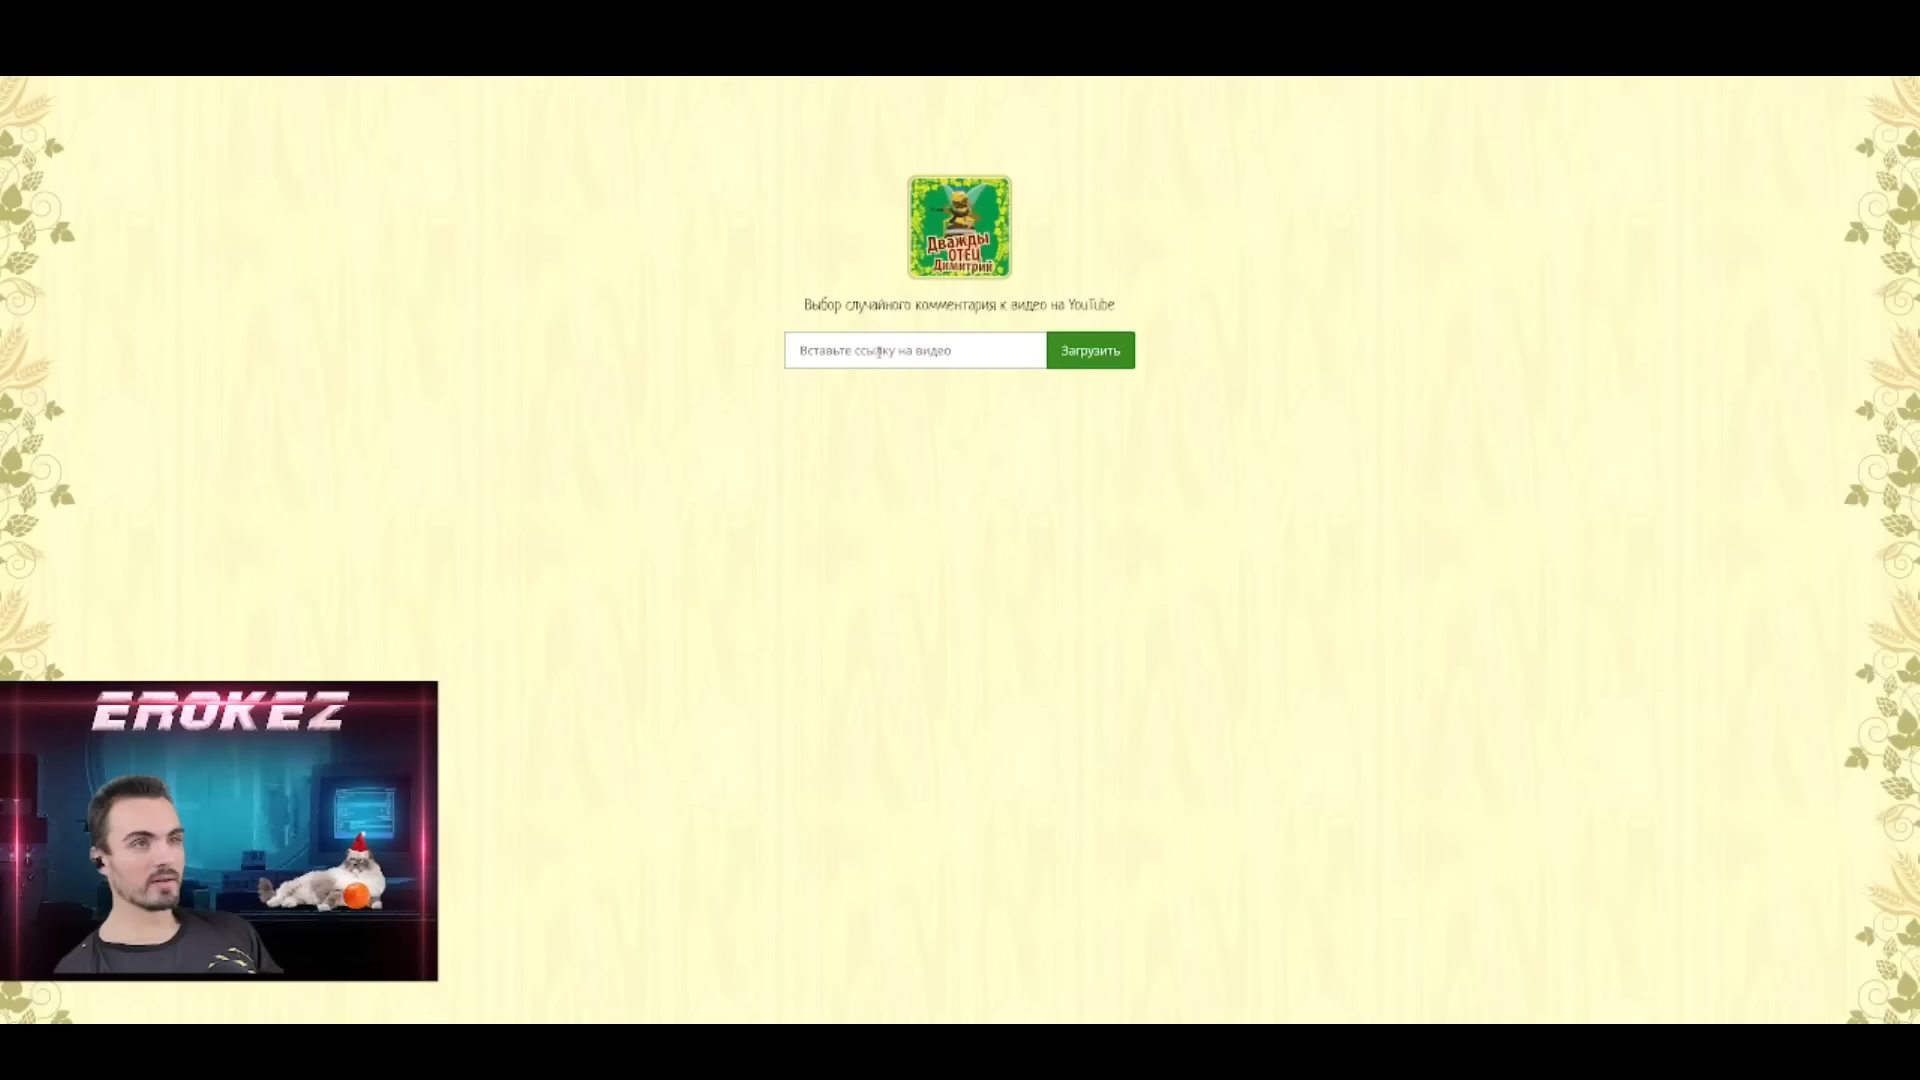 Дважды
ОТЕЦ
Димитрий
Выбор случайного комментария к видео на YouTube
Вставьте ссылку на видео
Загрузить
EROKEZ